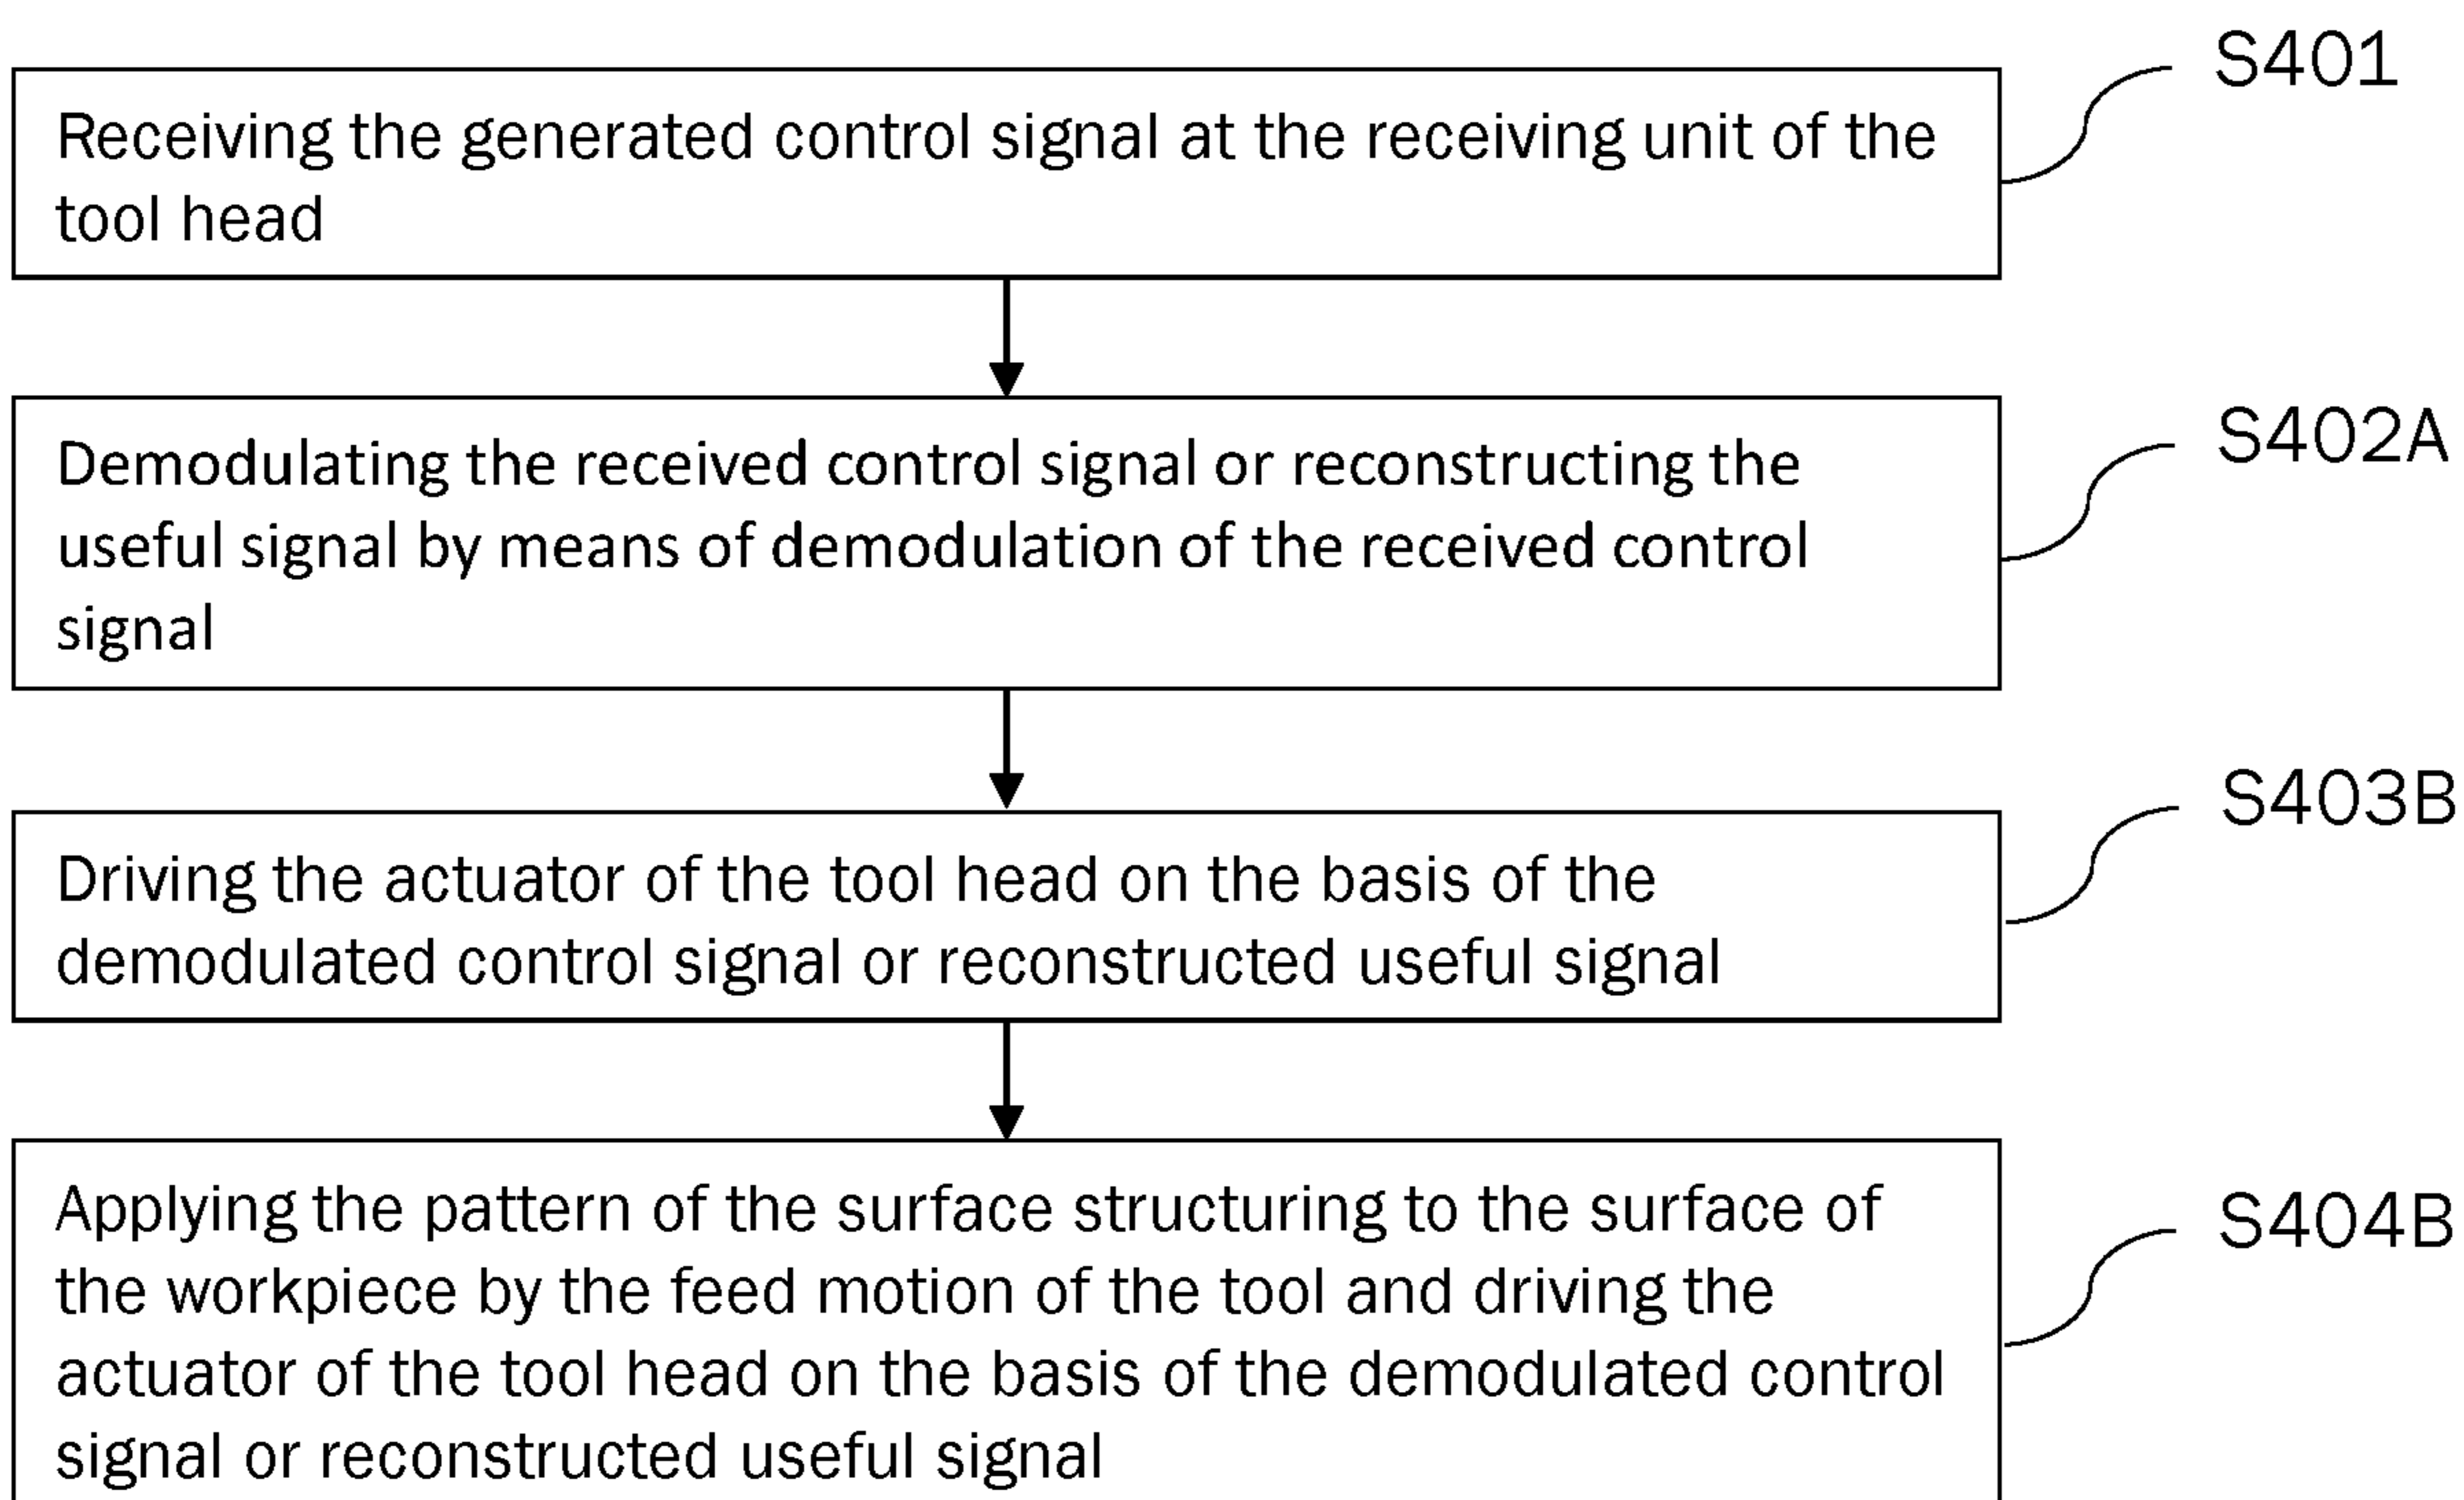 S401
Receiving the generated control signal at the receiving unit of the
tool head
S402A
Demodulating the received control signal or reconstructing the
useful signal by means of demodulation of the received control
signal
S403B
Driving the actuator of the tool head on the basis of the
demodulated control signal or reconstructed useful signal
S404B
Applying the pattern of the surface structuring to the surface of
the workpiece by the feed motion of the tool and driving the
actuator of the tool head on the basis of the demodulated control
signal or reconstructed useful signal